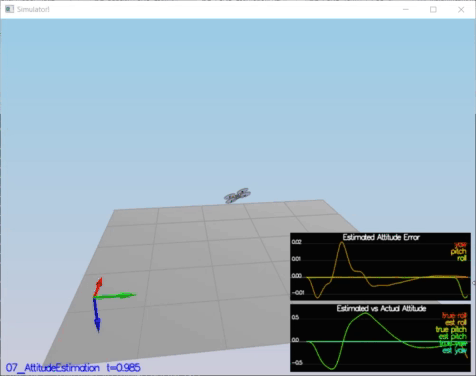 Simulator!
Estimated Attitude Error
0.02
yaw
pitch
0.01
roll
0.00
-0.01
Estimated vs Actual Attitude
0.5
true roll
est roll
true pitch
est pitch
0.0
true yaw
est yaw
-0.5
07_AttitudeEstimation t=0.985